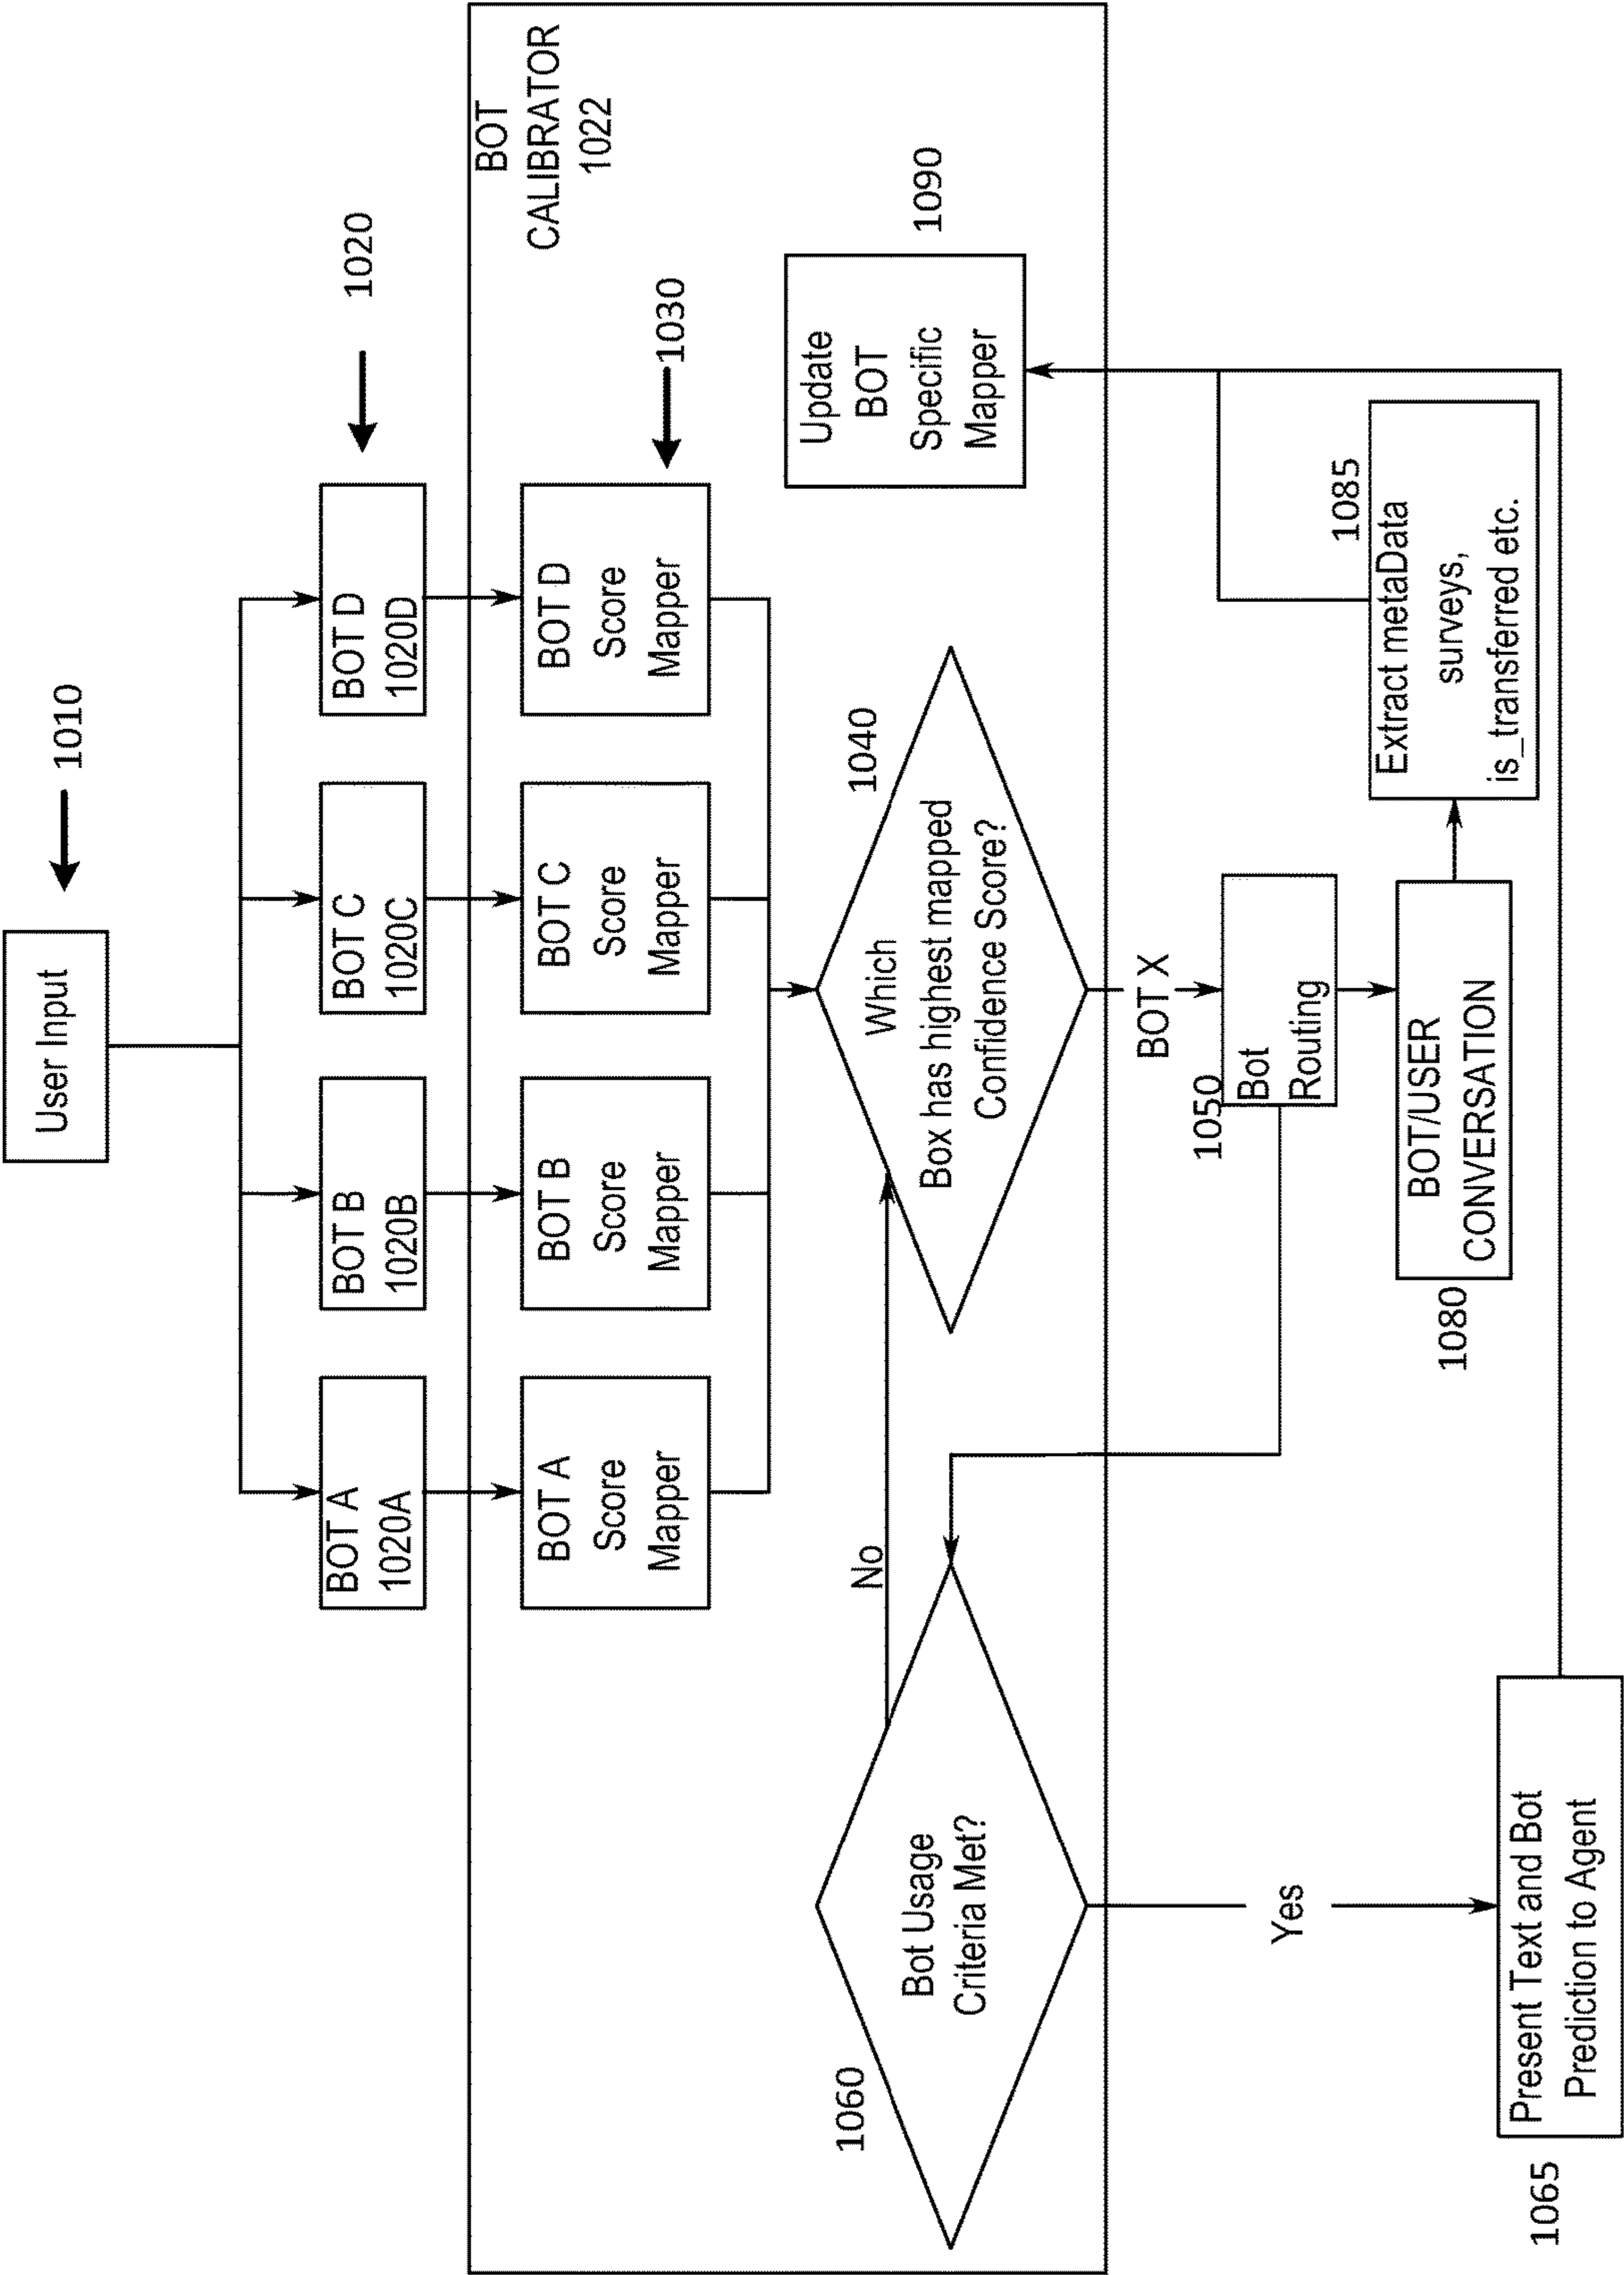 User Input
1010
BOT A
1020A
BOT B
1020B
BOT C
1020C
BOT D
1020D
1020
BOT
CALIBRATOR
1022
BOT A
Score
Mapper
BOT B
Score
Mapper
BOT C
Score
Mapper
BOT D
Score
Mapper
1030
1060
Bot Usage
Criteria Met?
No
Which
Box has highest mapped
Confidence Score?
1040
Update
BOT
Specific
Mapper
1090
Yes
BOT X
1050
Bot
Routing
1080
BOT/USER
CONVERSATION
1085
Extract metaData
surveys,
is_transferred etc.
1065
Present Text and Bot
Prediction to Agent